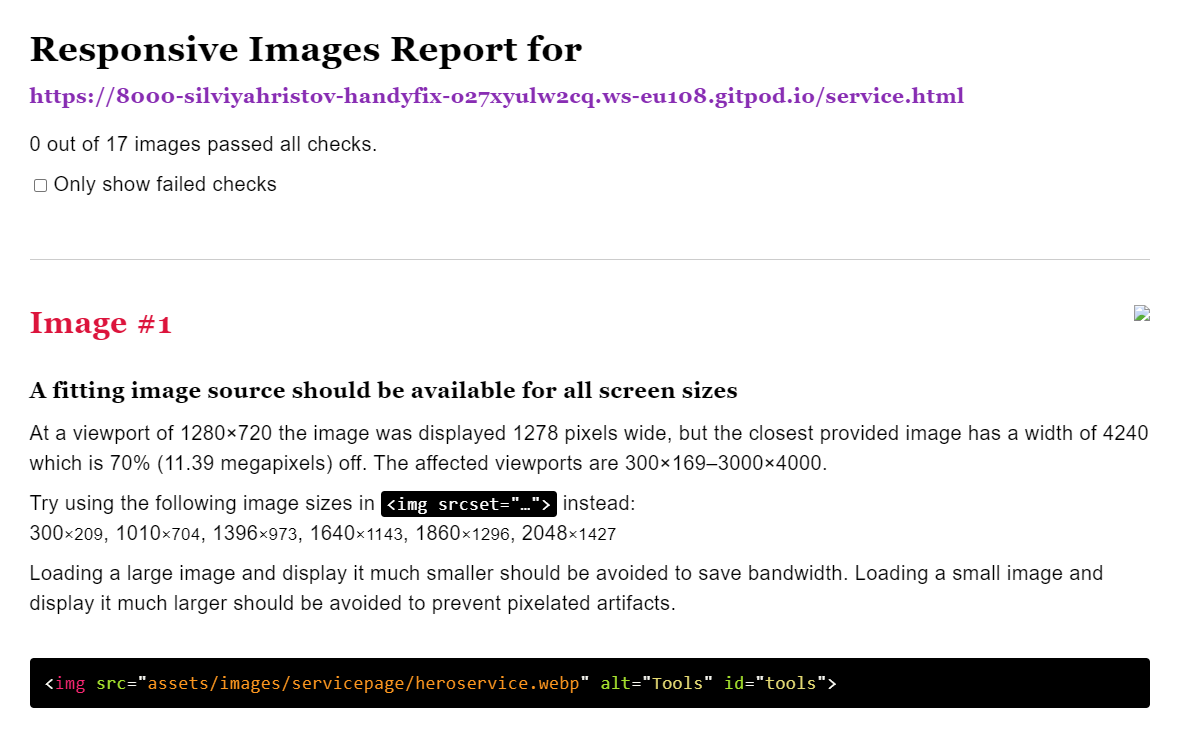 Responsive Images Report for
https://8000-silviyahristov-handyfix-o27xyulw2cq.ws-eu108.gitpod.io/service.html
0 out of 17 images passed all checks.
Only show failed checks
Image #1
A fitting image source should be available for all screen sizes
At a viewport of 1280×720 the image was displayed 1278 pixels wide, but the closest provided image has a width of 4240
which is 70% (11.39 megapixels) off. The affected viewports are 300×169–3000×4000.
Try using the following image sizes in <img srcset="…"> instead:
300×209, 1010×704, 1396×973, 1640×1143, 1860×1296, 2048×1427
Loading a large image and display it much smaller should be avoided to save bandwidth. Loading a small image and
display it much larger should be avoided to prevent pixelated artifacts.
<img src="assets/images/servicepage/heroservice.webp" alt="Tools" id="tools">